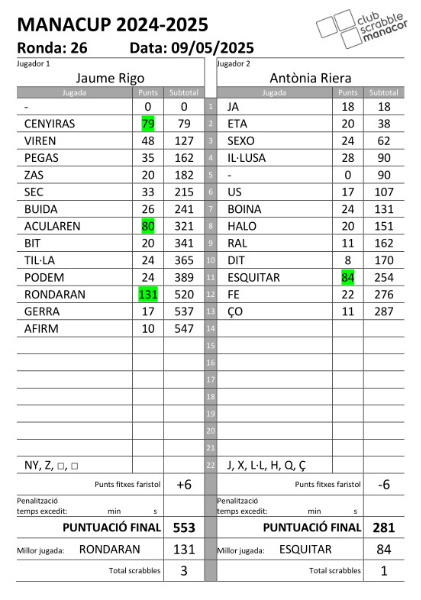 MANACUP 2024-2025
club
scrabble
manacor
Ronda: 26 Data: 09/05/2025
Jugador 1 Jugador 2
Jaume Rigo Antònia Riera
Jugada Punts Subtotal Jugada Punts Subtotal
- 0 0 1 JA 18 18
CENYIRAS 79 79 2 ETA 20 38
VIREN 48 127 3 SEXO 24 62
PEGAS 35 162 4 IL·LUSA 28 90
ZAS 20 182 5 - 0 90
SEC 33 215 6 US 17 107
BUIDA 26 241 7 BOINA 24 131
ACULAREN 80 321 8 HALO 20 151
BIT 20 341 9 RAL 11 162
TIL·LA 24 365 10 DIT 8 170
PODEM 24 389 11 ESQUITAR 84 254
RONDARAN 131 520 12 FE 22 276
GERRA 17 537 13 ÇO 11 287
AFIRM 10 547 14
15
16
17
18
19
20
21
NY, Z, □, □ 22 J, X, L·L, H, Q, Ç
Punts fitxes faristol +6 Punts fitxes faristol -6
Penalització Penalització
temps excedit: min s temps excedit: min s
PUNTUACIÓ FINAL 553 PUNTUACIÓ FINAL 281
Millor jugada: RONDARAN 131 Millor jugada: ESQUITAR 84
Total scrabbles 3 Total scrabbles 1